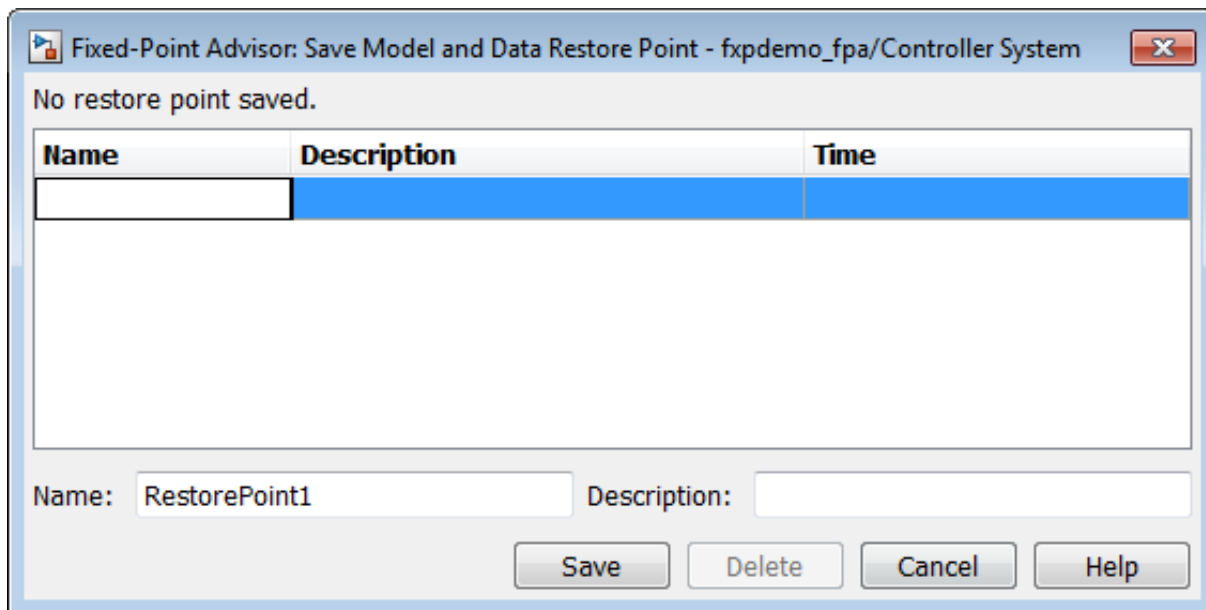 Fixed-Point Advisor: Save Model and Data Restore Point - fxpdemo_fpa/Controller System
No restore point saved.
Name Description Time
Name: RestorePoint1 Description:
Save Delete Cancel Help